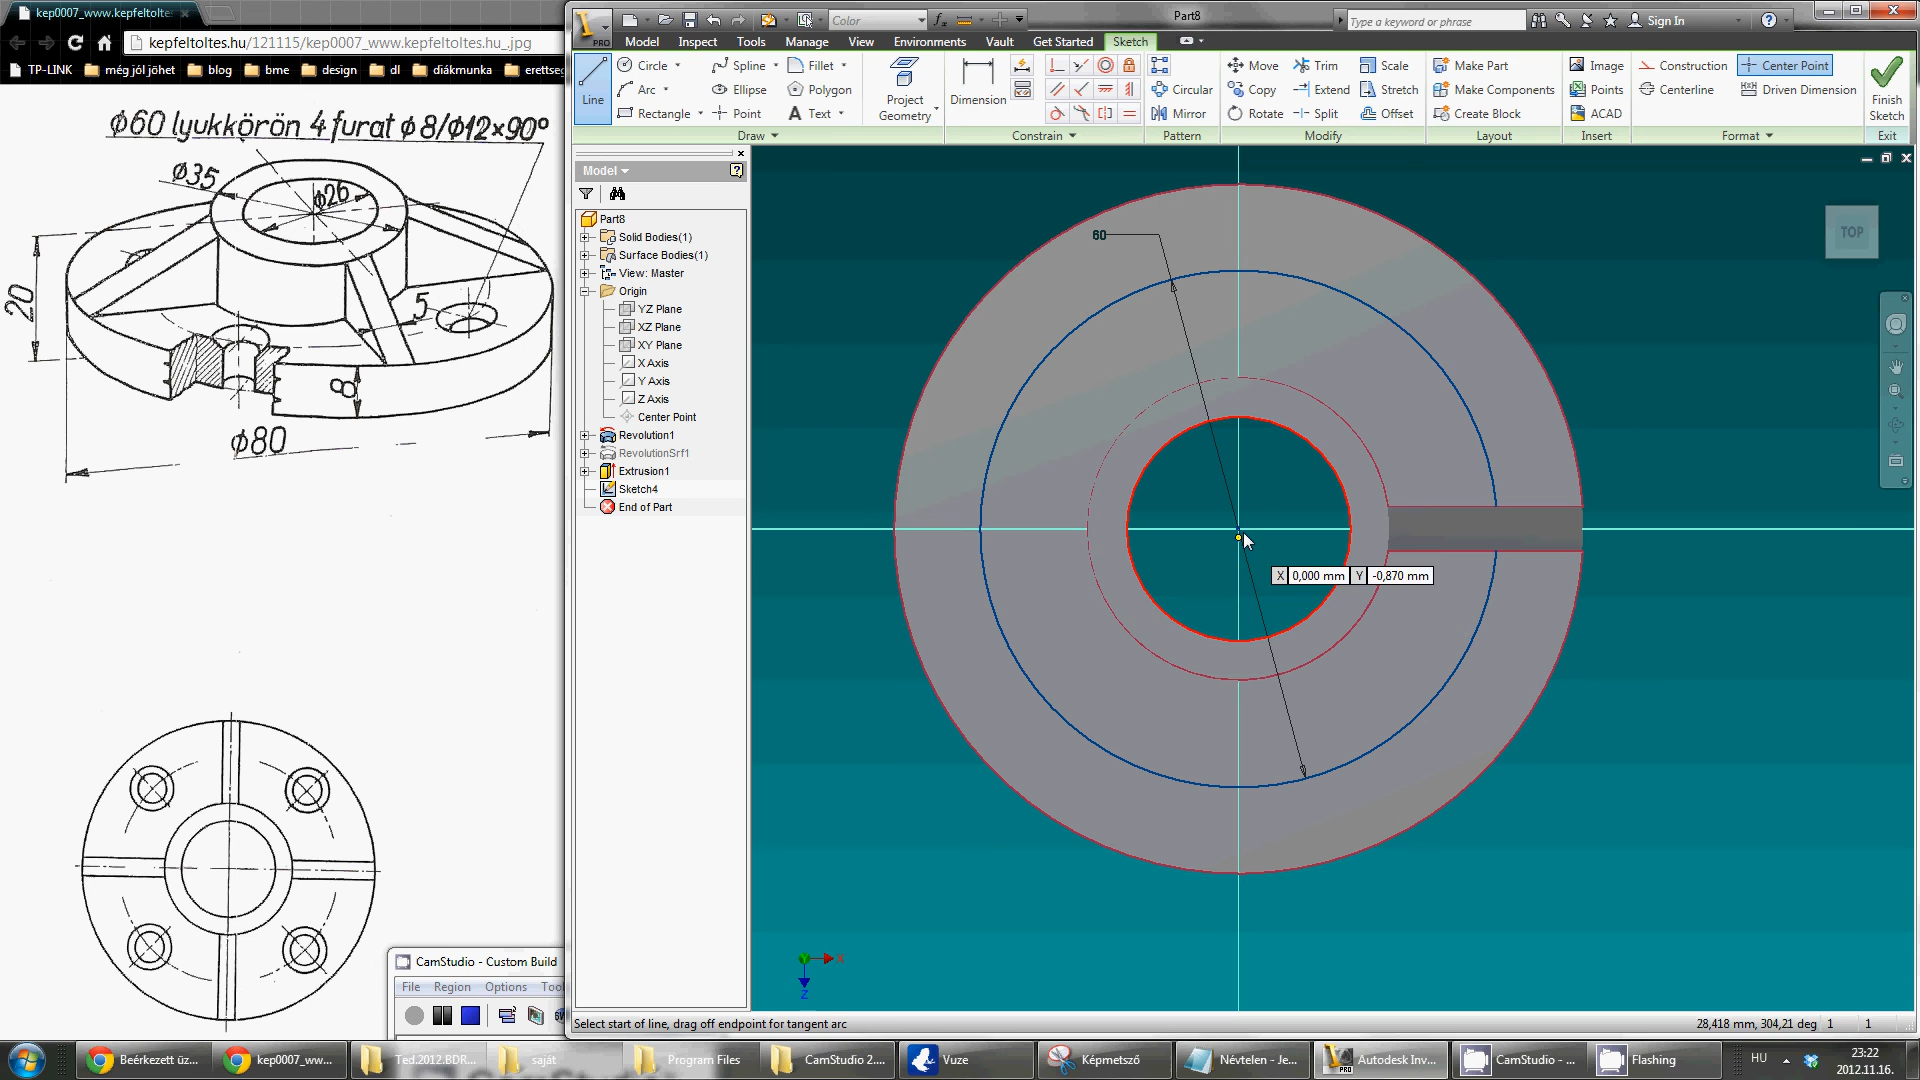 kep0007_www.kepfeltoltes
kepfeltoltes.hu/121115/kep0007_www.kepfeltoltes.hu_.jpg
TP-LINK
még jól jöhet
blog
bme
design
dl
diákmunka
erettseg
Φ60 lyukkörön 4 furat Φ8/Φ12×90°
Φ35
Φ26
20
5
8
Φ80
CamStudio - Custom Build
File Region Options Tool
PRO
Color
Part8
Type a keyword or phrase
Sign In
Model Inspect Tools Manage View Environments Vault Get Started Sketch
Line
Circle Spline Fillet
Arc Ellipse Polygon
Rectangle Point Text
Draw
Project
Geometry
Dimension
Constrain
Circular
Mirror
Pattern
Move Trim Scale
Copy Extend Stretch
Rotate Split Offset
Modify
Make Part
Make Components
Create Block
Layout
Image
Points
ACAD
Insert
Construction Center Point
Centerline Driven Dimension
Format
Finish
Sketch
Exit
Model
Part8
Solid Bodies(1)
Surface Bodies(1)
View: Master
Origin
YZ Plane
XZ Plane
XY Plane
X Axis
Y Axis
Z Axis
Center Point
Revolution1
RevolutionSrf1
Extrusion1
Sketch4
End of Part
60
TOP
X 0,000 mm Y -0,870 mm
X
Y
Z
Select start of line, drag off endpoint for tangent arc
28,418 mm, 304,21 deg 1 1
Beérkezett üz...
kep0007_ww...
Ted.2012.BDR...
saját
Program Files
CamStudio 2....
Vuze
Képmetsző
Névtelen - Je...
Autodesk Inv...
CamStudio - ...
Flashing
HU
23:22
2012.11.16.